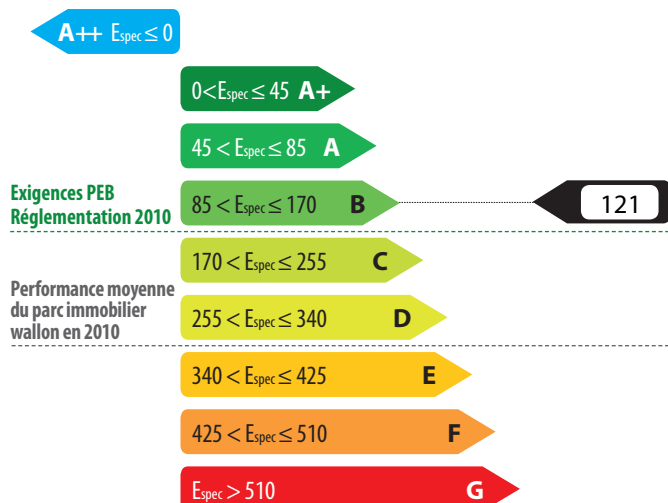 A++ Espec ≤ 0
0<Espec ≤ 45 A+
45 < Espec ≤ 85 A
Exigences PEB
Réglementation 2010
85 < Espec ≤ 170 B
121
170 < Espec ≤ 255 C
Performance moyenne
du parc immobilier
wallon en 2010
255 < Espec ≤ 340 D
340 < Espec ≤ 425 E
425 < Espec ≤ 510 F
Espec > 510 G